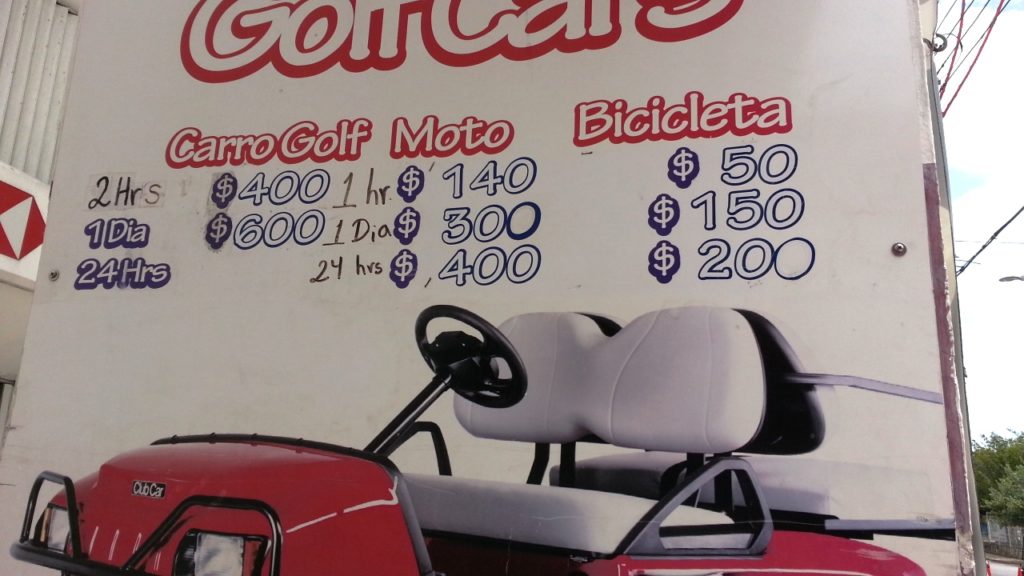 Golf Cars
Carro Golf Moto Bicicleta
2 Hrs $400 1 hr. $ 140 $ 50
1 Dia $600 1 Dia $ 300 $ 150
24 Hrs 24 hrs $ 400 $ 200
Club Car